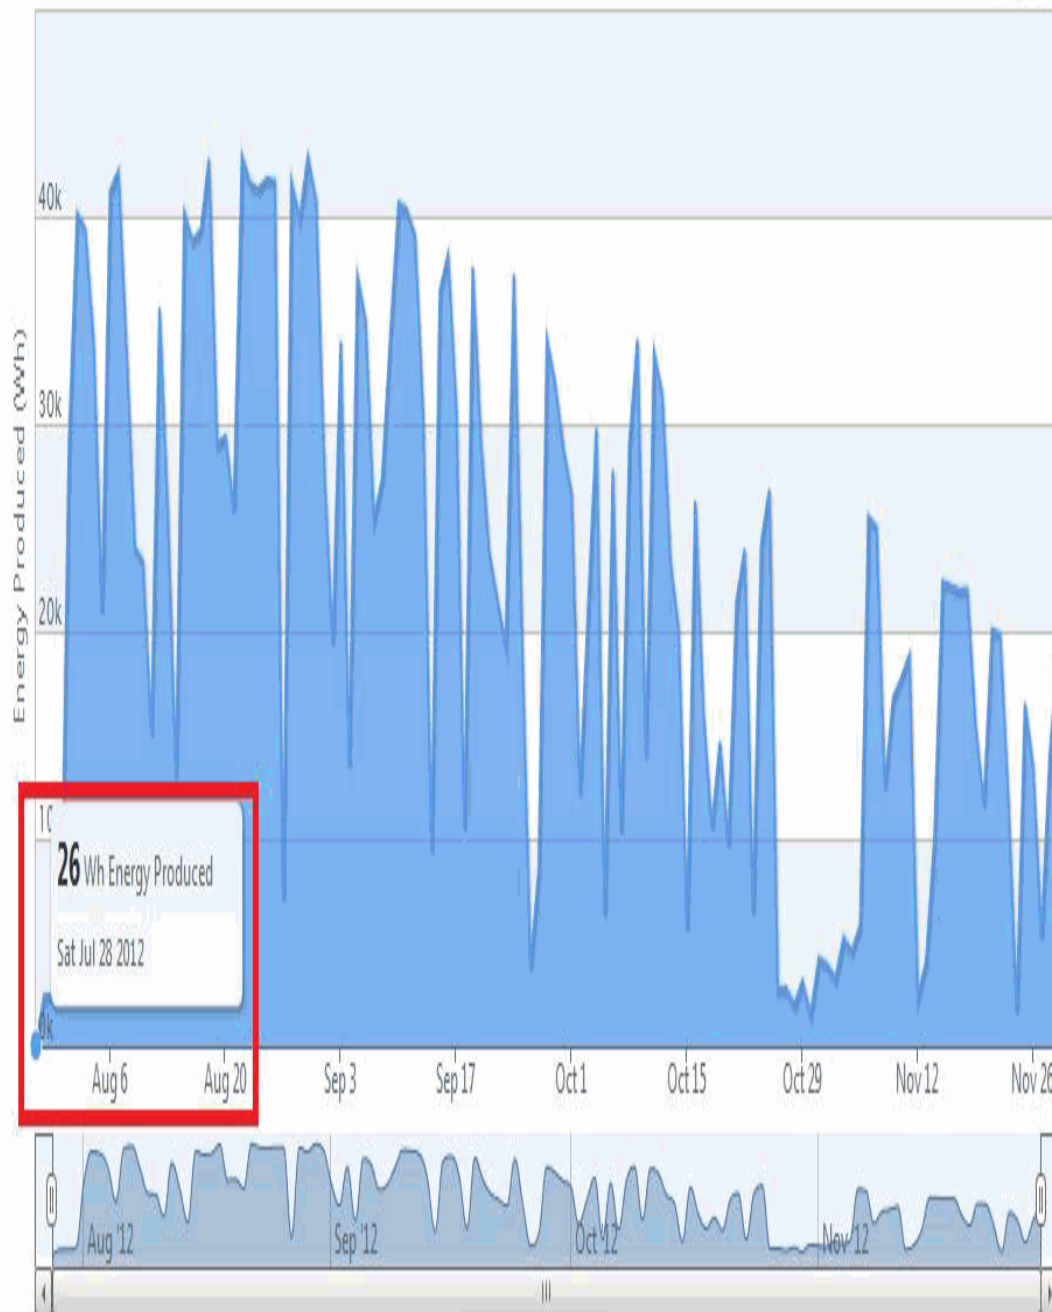 Energy Produced (Wh)
40k
30k
20k
26 Wh Energy Produced
Sat Jul 28 2012
0k
Aug 6
Aug 20
Sep 3
Sep 17
Oct 1
Oct 15
Oct 29
Nov 12
Nov 26
Aug '12
Sep '12
Oct '12
Nov '12